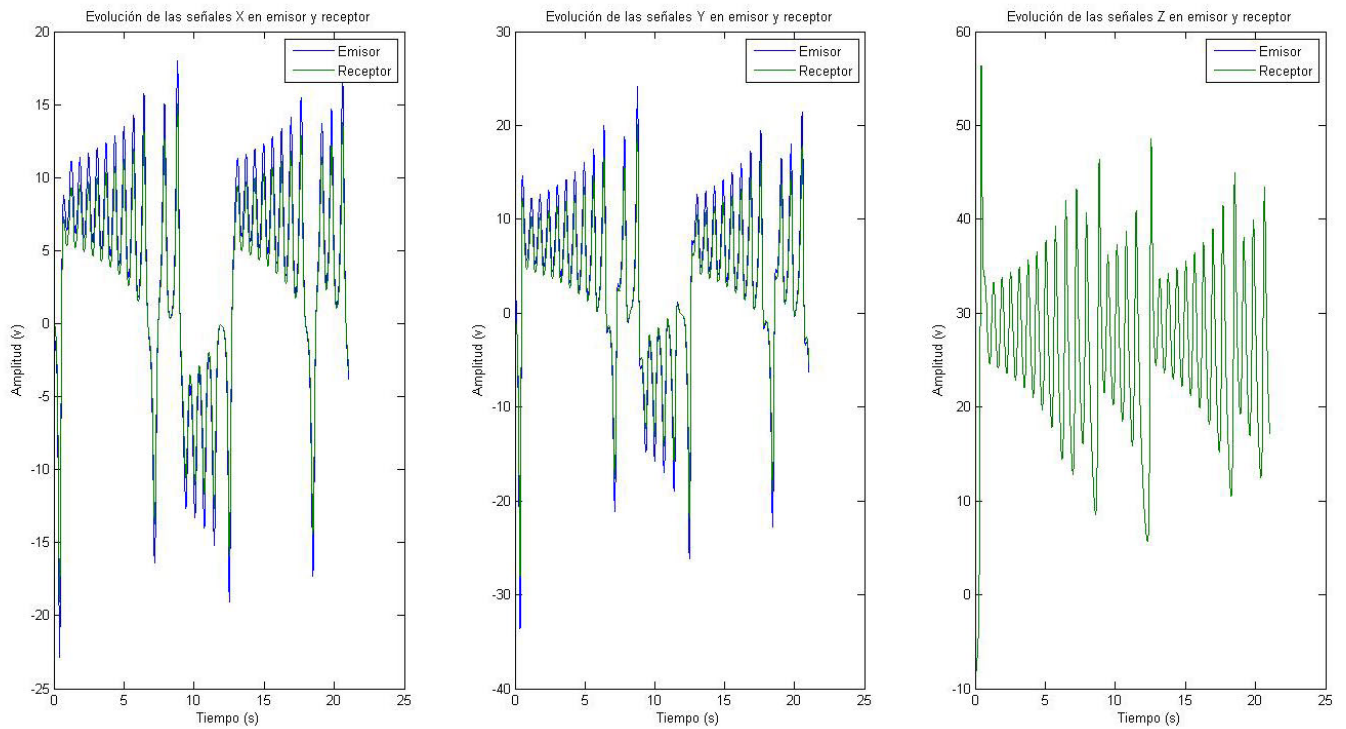 Evolución de las señales X en emisor y receptor
20
15
10
5
0
-5
-10
-15
-20
-25
Amplitud (v)
0 5 10 15 20 25
Tiempo (s)
Emisor
Receptor
Evolución de las señales Y en emisor y receptor
30
20
10
0
-10
-20
-30
-40
Amplitud (v)
0 5 10 15 20 25
Tiempo (s)
Emisor
Receptor
Evolución de las señales Z en emisor y receptor
60
50
40
30
20
10
0
-10
Amplitud (v)
0 5 10 15 20 25
Tiempo (s)
Emisor
Receptor